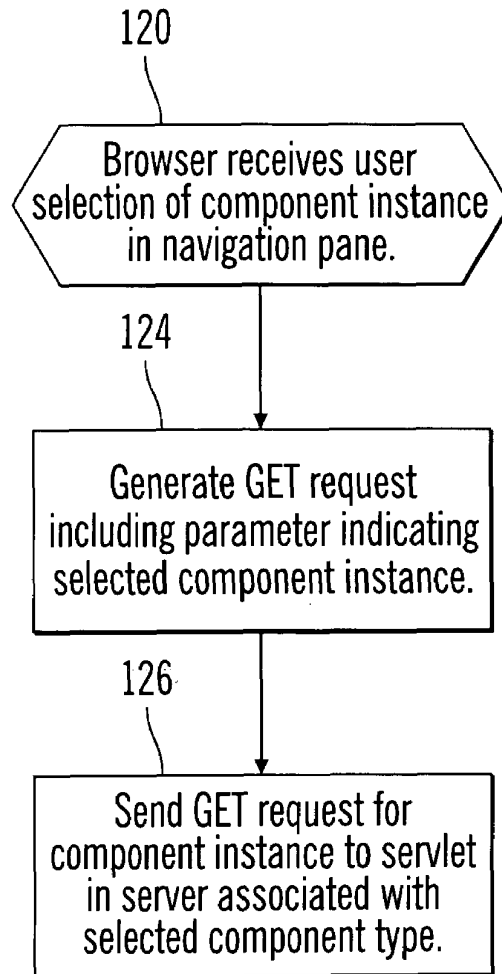 120
Browser receives user
selection of component instance
in navigation pane.
124
Generate GET request
including parameter indicating
selected component instance.
126
Send GET request for
component instance to servlet
in server associated with
selected component type.